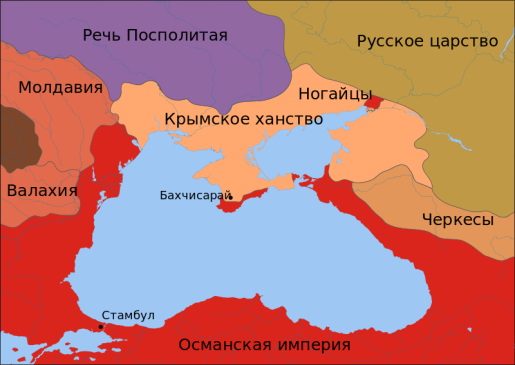 Речь Посполитая
Русское царство
Молдавия
Ногайцы
Крымское ханство
Валахия
Бахчисарай
Черкесы
Стамбул
Османская империя